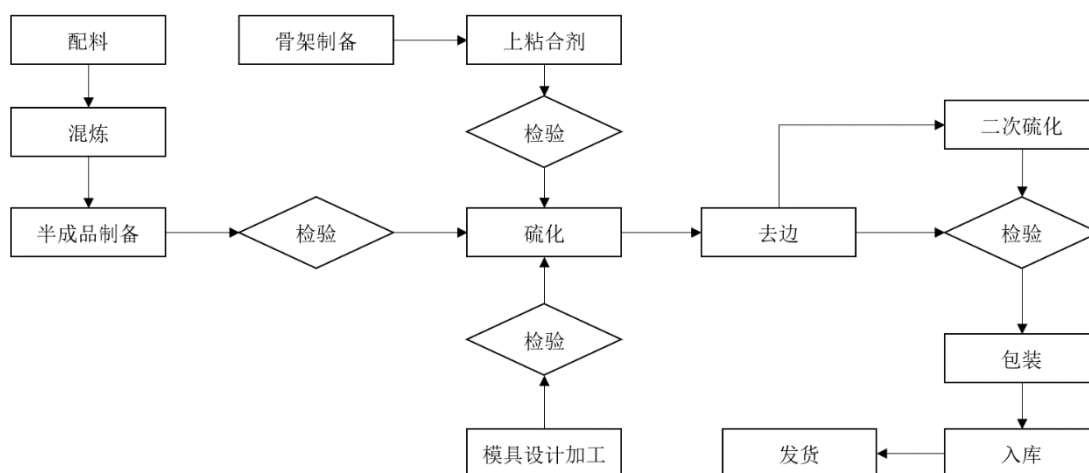 配料
骨架制备
上粘合剂
混炼
检验
二次硫化
半成品制备
检验
硫化
去边
检验
检验
包装
模具设计加工
发货
入库